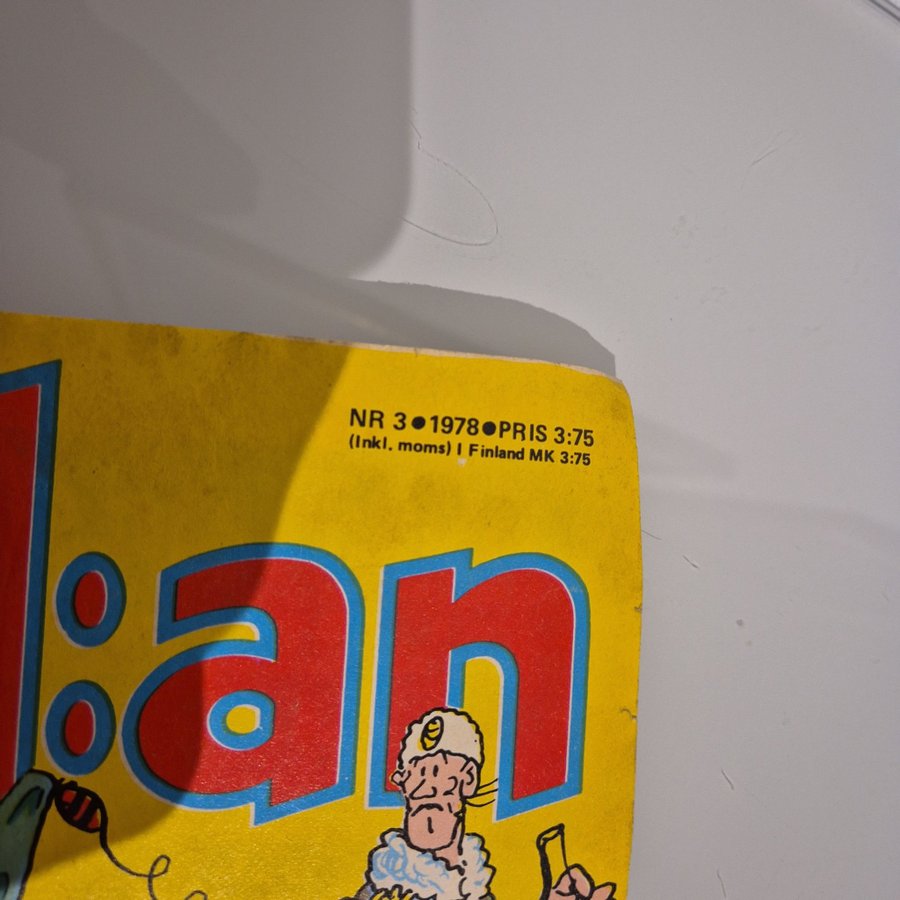 NR 3●1978●PRIS 3:75
(Inkl. moms) I Finland MK 3:75
:an